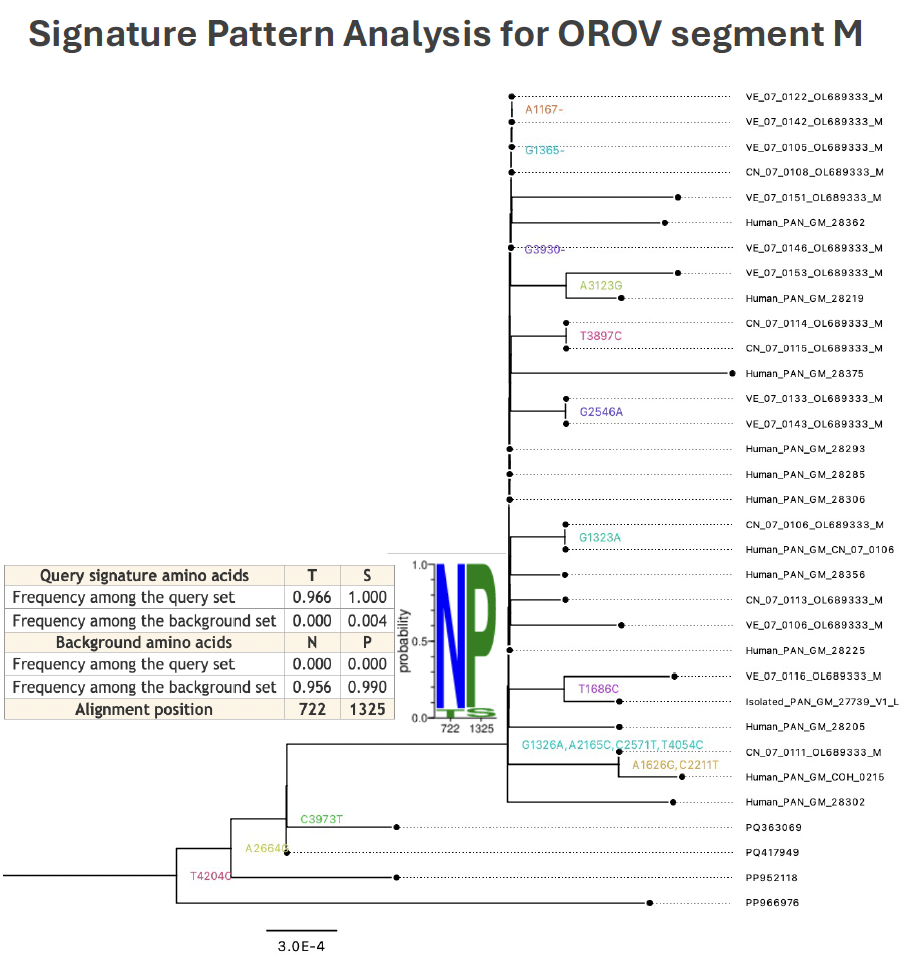 Signature Pattern Analysis for OROV segment M
VE_07_0122_OL689333_M
A1167-
VE_07_0142_OL689333_M
VE_07_0105_OL689333_M
G1365-
CN_07_0108_OL689333_M
VE_07_0151_OL689333_M
Human_PAN_GM_28362
VE_07_0146_OL689333_M
G3930-
VE_07_0153_OL689333_M
A3123G
Human_PAN_GM_28219
CN_07_0114_OL689333_M
T3897C
CN_07_0115_OL689333_M
Human_PAN_GM_28375
VE_07_0133_OL689333_M
G2546A
VE_07_0143_OL689333_M
Human_PAN_GM_28293
Human_PAN_GM_28285
Human_PAN_GM_28306
CN_07_0106_OL689333_M
G1323A
Human_PAN_GM_CN_07_0106
Human_PAN_GM_28356
CN_07_0113_OL689333_M
VE_07_0106_OL689333_M
Human_PAN_GM_28225
VE_07_0116_OL689333_M
T1686C
Isolated_PAN_GM_27739_V1_L
Human_PAN_GM_28205
G1326A,A2165C,C2571T,T4054C
CN_07_0111_OL689333_M
A1626G,C2211T
Human_PAN_GM_COH_0215
Human_PAN_GM_28302
C3973T
PQ363069
A2664G
PQ417949
T4204C
PP952118
PP966976
3.0E-4
Query signature amino acids T S
Frequency among the query set 0.966 1.000
Frequency among the background set 0.000 0.004
Background amino acids N P
Frequency among the query set 0.000 0.000
Frequency among the background set 0.956 0.990
Alignment position 722 1325
probability
1.0
0.5
0.0
N P
T S
722 1325